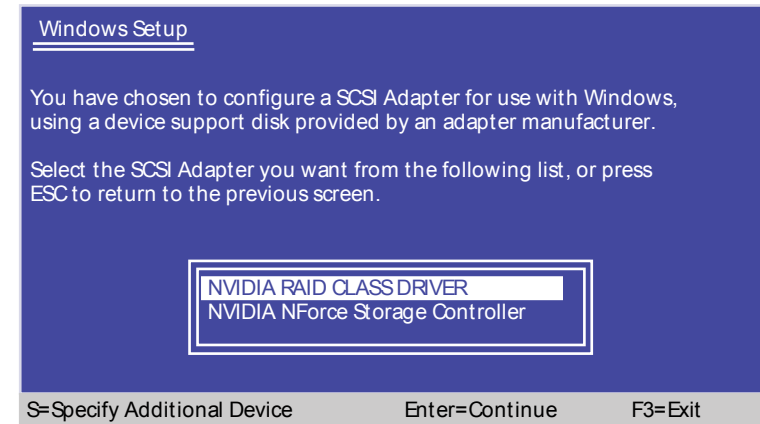 Windows Setup
You have chosen to configure a SCSI Adapter for use with Windows,
using a device support disk provided by an adapter manufacturer.
Select the SCSI Adapter you want from the following list, or press
ESC to return to the previous screen.
NVIDIA RAID CLASS DRIVER
NVIDIA NForce Storage Controller
S=Specify Additional Device Enter=Continue F3=Exit